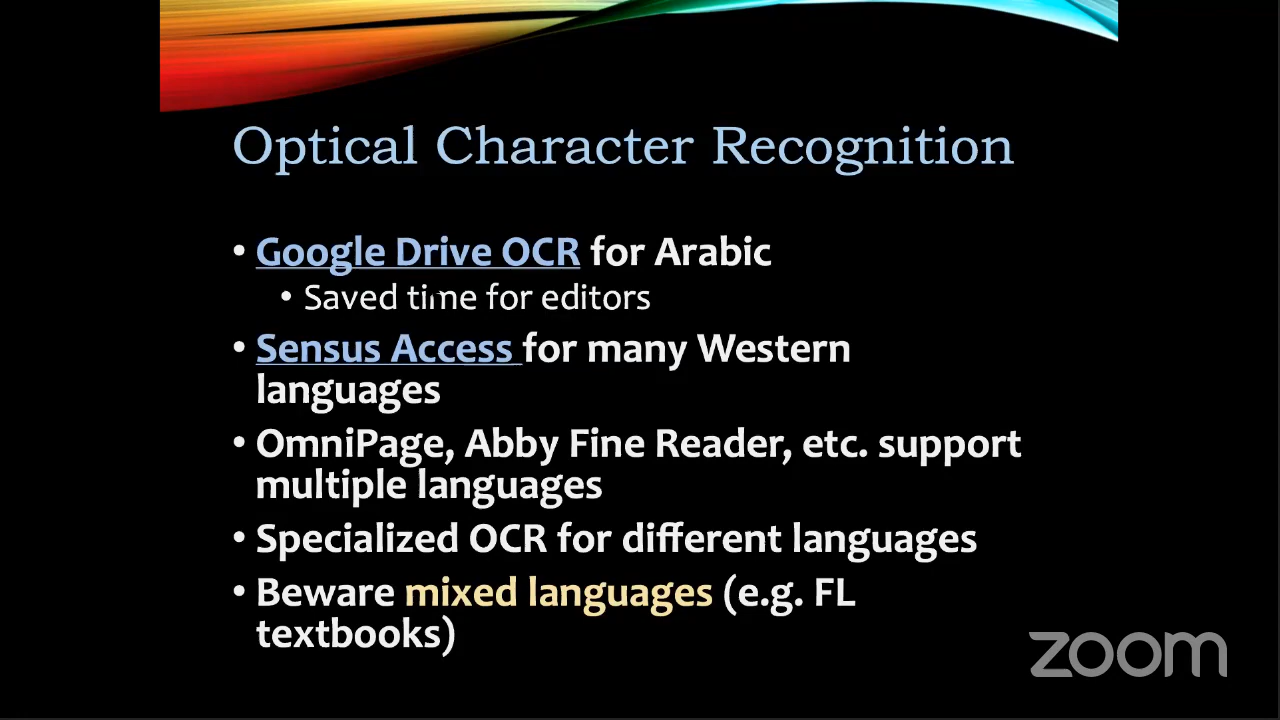 Optical Character Recognition
• Google Drive OCR for Arabic
• Saved time for editors
• Sensus Access for many Western
languages
• OmniPage, Abby Fine Reader, etc. support
multiple languages
• Specialized OCR for different languages
• Beware mixed languages (e.g. FL
textbooks)
zoom